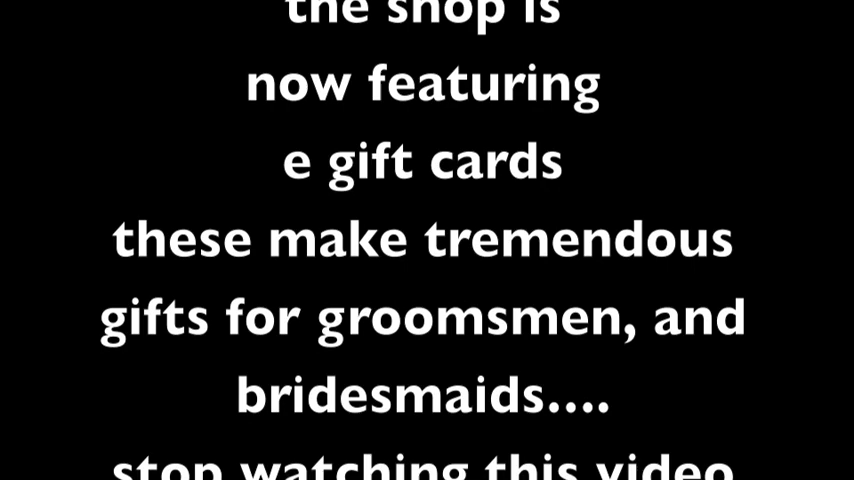 the shop is
now featuring
e gift cards
these make tremendous
gifts for groomsmen, and
bridesmaids....
stop watching this video